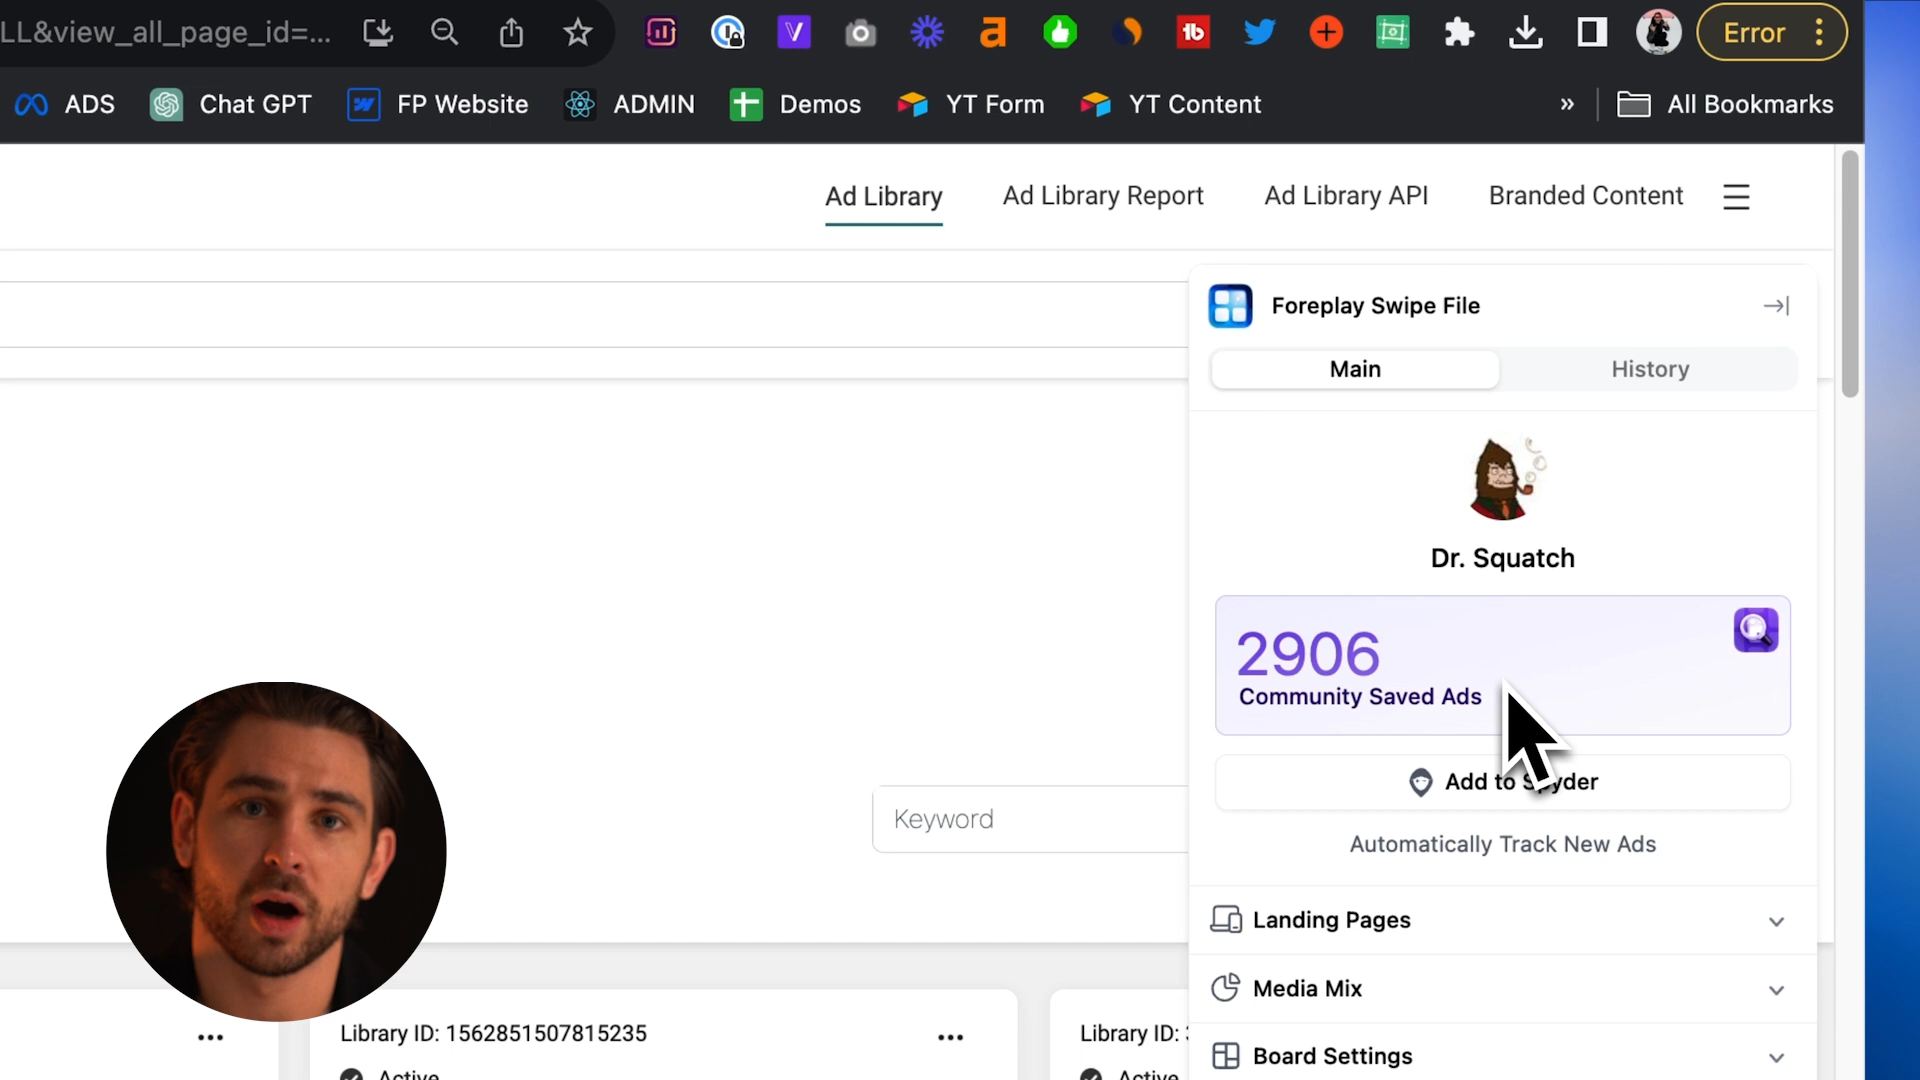 LL&view_all_page_id=...
Error
ADS
Chat GPT
FP Website
ADMIN
Demos
YT Form
YT Content
»
All Bookmarks
Ad Library
Ad Library Report
Ad Library API
Branded Content
Foreplay Swipe File
Main
History
Dr. Squatch
2906
Community Saved Ads
Add to Spyder
Automatically Track New Ads
Keyword
Landing Pages
Media Mix
Board Settings
Library ID: 1562851507815235
Active
Library ID:
Active